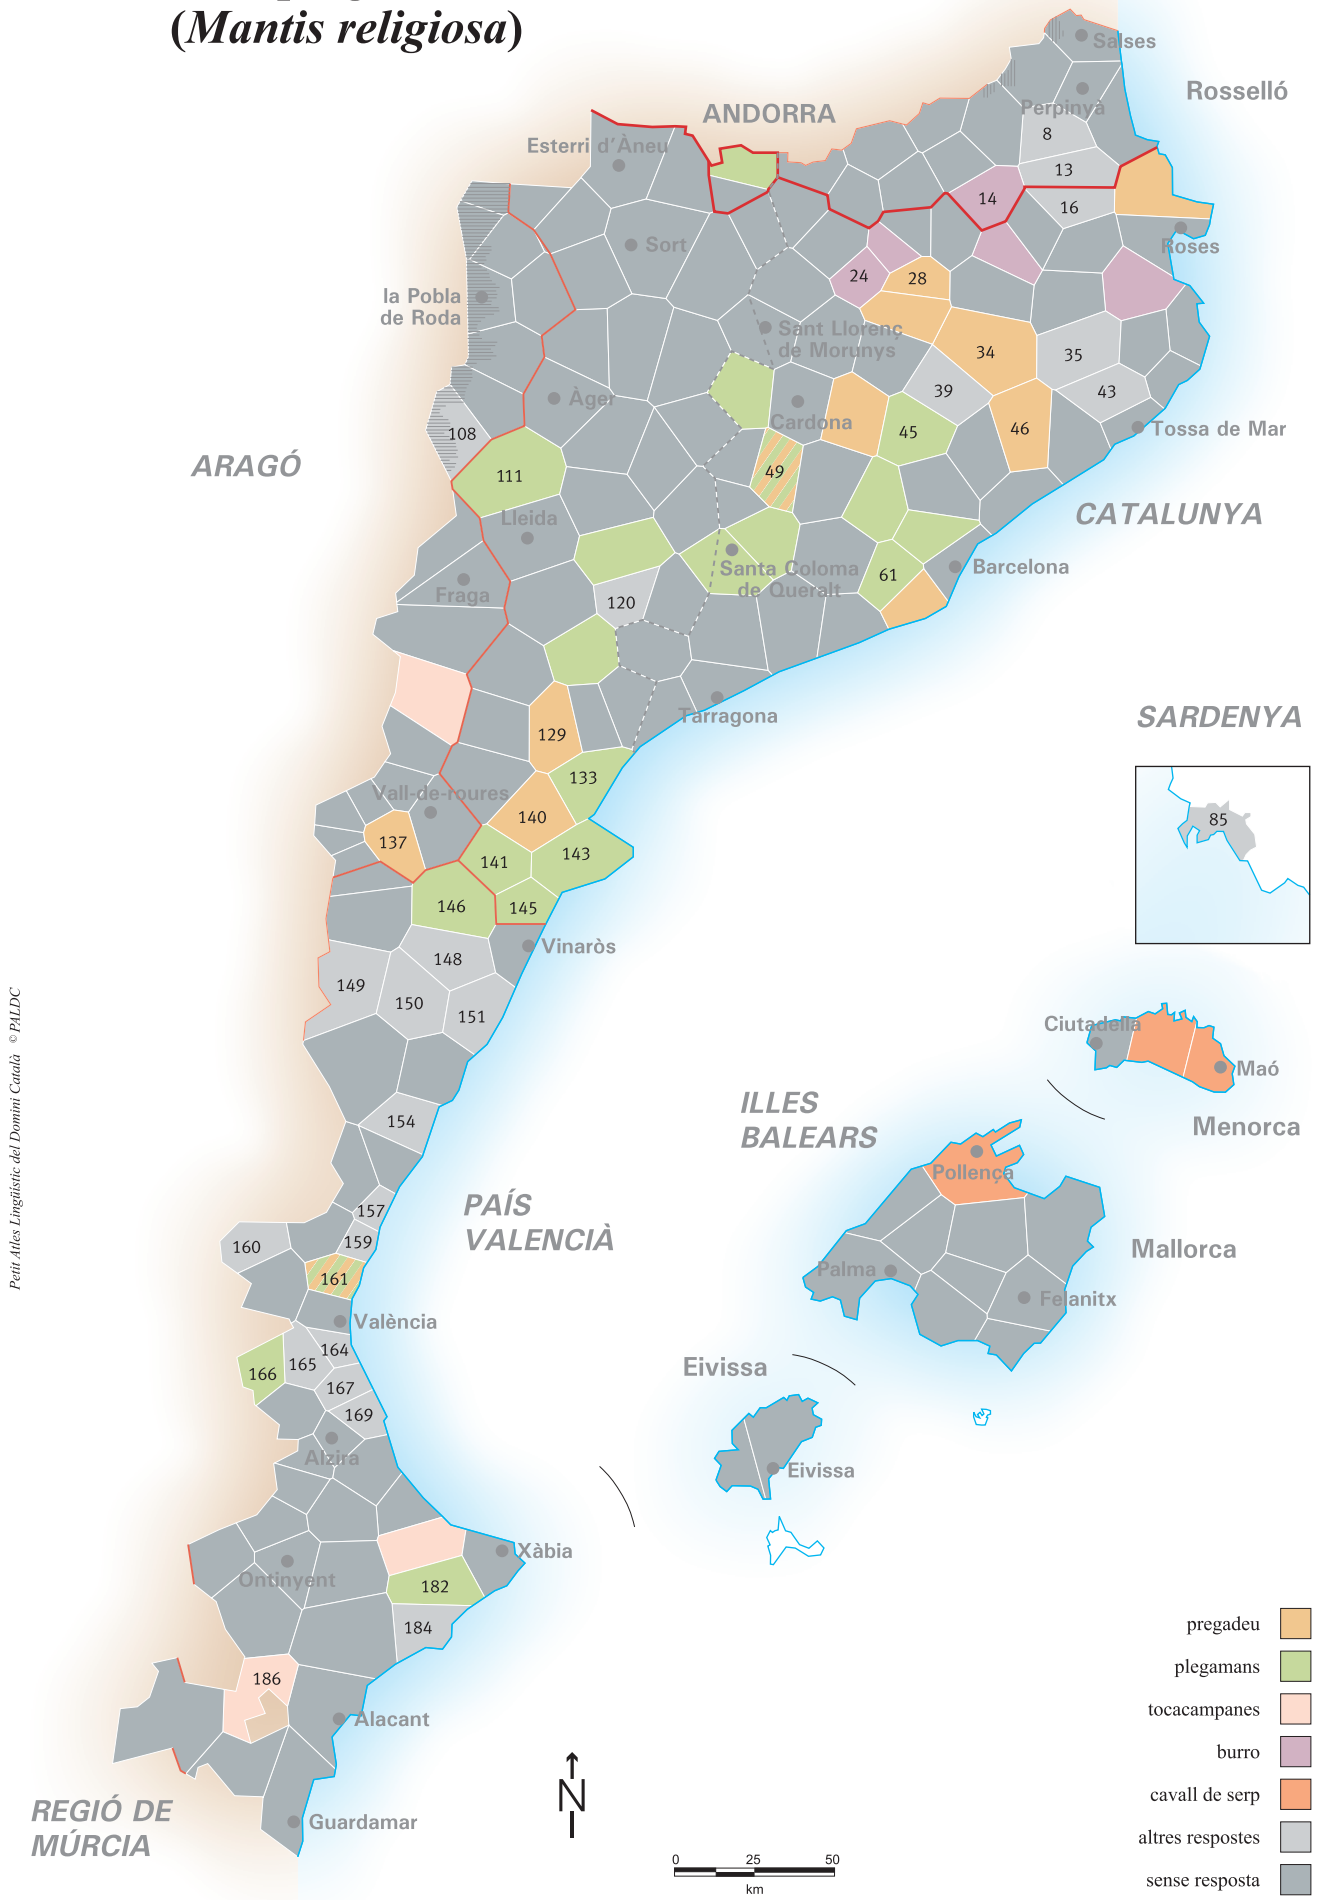 (Mantis religiosa)
Salses
Rosselló
ANDORRA
Perpinyà
8
Esterri d'Àneu
13
14
16
Sort
Roses
24
28
la Pobla
de Roda
Sant Llorenç
de Morunys
34
35
39
43
Àger
Cardona
45
46
Tossa de Mar
108
ARAGÓ
111
49
Lleida
CATALUNYA
Santa Coloma
de Queralt
61
Barcelona
Fraga
120
Tarragona
SARDENYA
129
133
85
Vall-de-roures
140
137
141
143
146
145
Vinaròs
148
149
150
151
Petit Atles Lingüístic del Domini Català © PALDC
Ciutadella
Maó
ILLES
BALEARS
Menorca
154
Pollença
157
PAÍS
VALENCIÀ
159
160
Mallorca
161
Palma
Felanitx
València
164
165
166
Eivissa
167
169
Alzira
Eivissa
Xàbia
Ontinyent
182
184
pregadeu
plegamans
186
tocacampanes
Alacant
burro
N
cavall de serp
REGIÓ DE
MÚRCIA
Guardamar
altres respostes
0 25 50
km
sense resposta